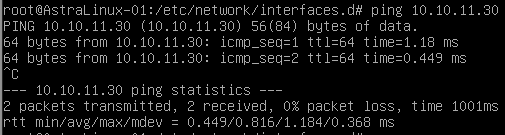 root@AstraLinux-01:/etc/network/interfaces.d# ping 10.10.11.30
PING 10.10.11.30 (10.10.11.30) 56(84) bytes of data.
64 bytes from 10.10.11.30: icmp_seq=1 ttl=64 time=1.18 ms
64 bytes from 10.10.11.30: icmp_seq=2 ttl=64 time=0.449 ms
^C
--- 10.10.11.30 ping statistics ---
2 packets transmitted, 2 received, 0% packet loss, time 1001ms
rtt min/avg/max/mdev = 0.449/0.816/1.184/0.368 ms